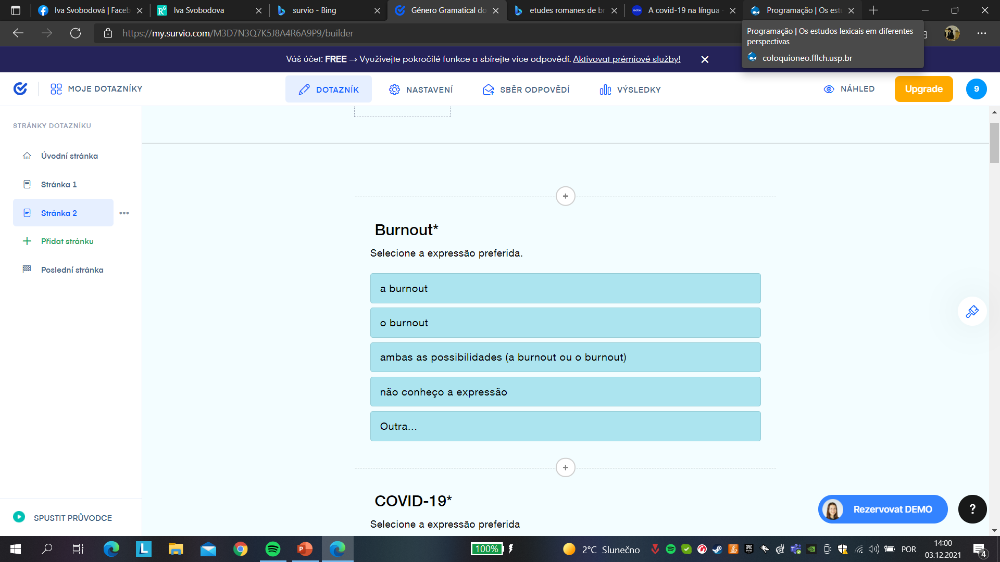 Iva Svobodová | Faceb
Iva Svobodova
survio - Bing
Género Gramatical do
etudes romanes de br
A covid-19 na língua
Programação | Os estu
https://my.survio.com/M3D7N3Q7K5J8A4R6A9P9/builder
Programação | Os estudos lexicais em diferentes
perspectivas
coloquioneo.fflch.usp.br
Váš účet: FREE → Využívejte pokročilé funkce a sbírejte více odpovědí. Aktivovat prémiové služby!
MOJE DOTAZNÍKY
DOTAZNÍK
NASTAVENÍ
SBĚR ODPOVĚDÍ
VÝSLEDKY
NÁHLED
Upgrade
9
STRÁNKY DOTAZNÍKU
Úvodní stránka
Stránka 1
Stránka 2
Přidat stránku
Poslední stránka
SPUSTIT PRŮVODCE
Burnout*
Selecione a expressão preferida.
a burnout
o burnout
ambas as possibilidades (a burnout ou o burnout)
não conheço a expressão
Outra...
COVID-19*
Selecione a expressão preferida
Rezervovat DEMO
?
100%
2°C Slunečno
POR
14:00
03.12.2021
4